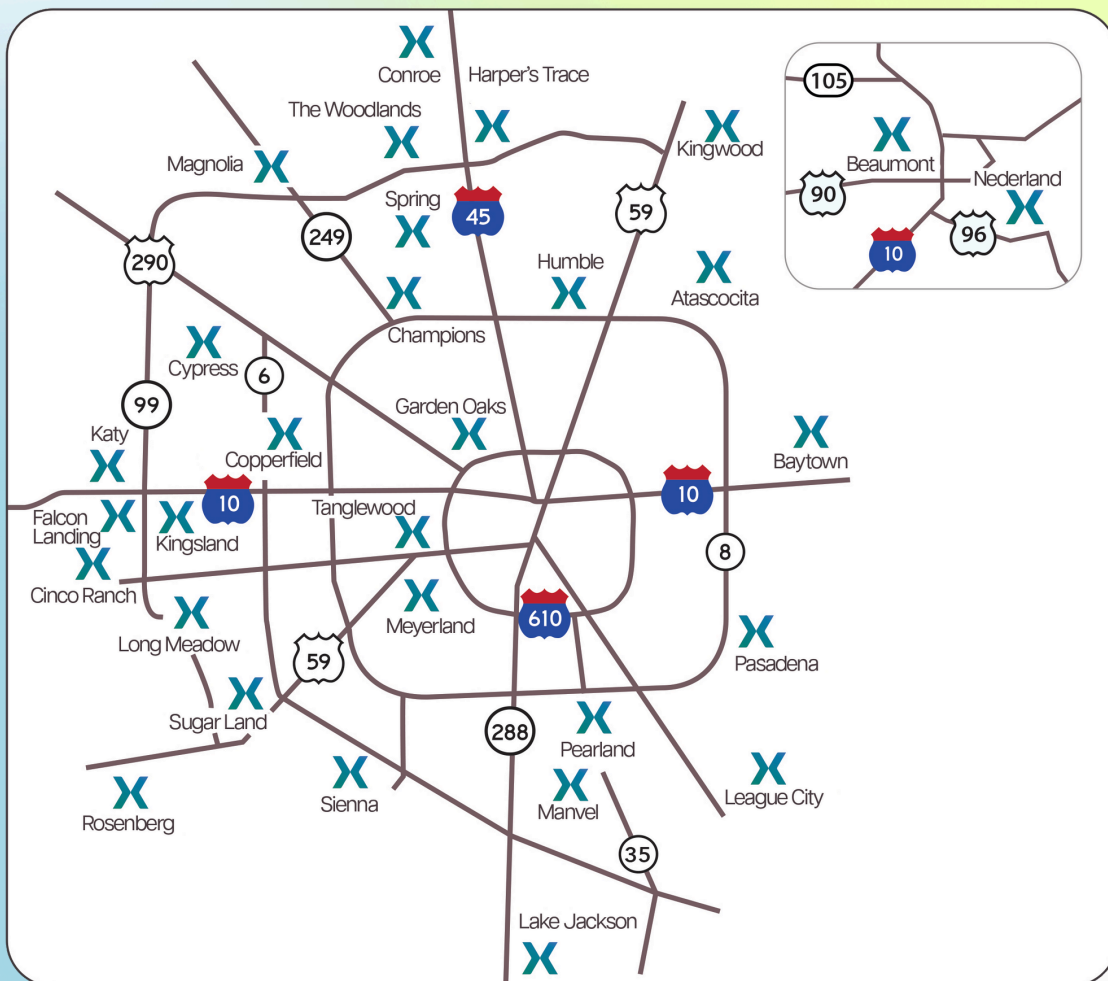 Conroe
Harper's Trace
105
The Woodlands
Kingwood
Beaumont
Magnolia
Nederland
90
Spring
45
59
249
96
10
290
Humble
Atascocita
Champions
Cypress
6
99
Garden Oaks
Katy
Copperfield
Baytown
10
10
Tanglewood
Falcon
Landing
Kingsland
8
Cinco Ranch
610
Meyerland
Long Meadow
59
Pasadena
Sugar Land
288
Pearland
Sienna
Manvel
League City
Rosenberg
35
Lake Jackson